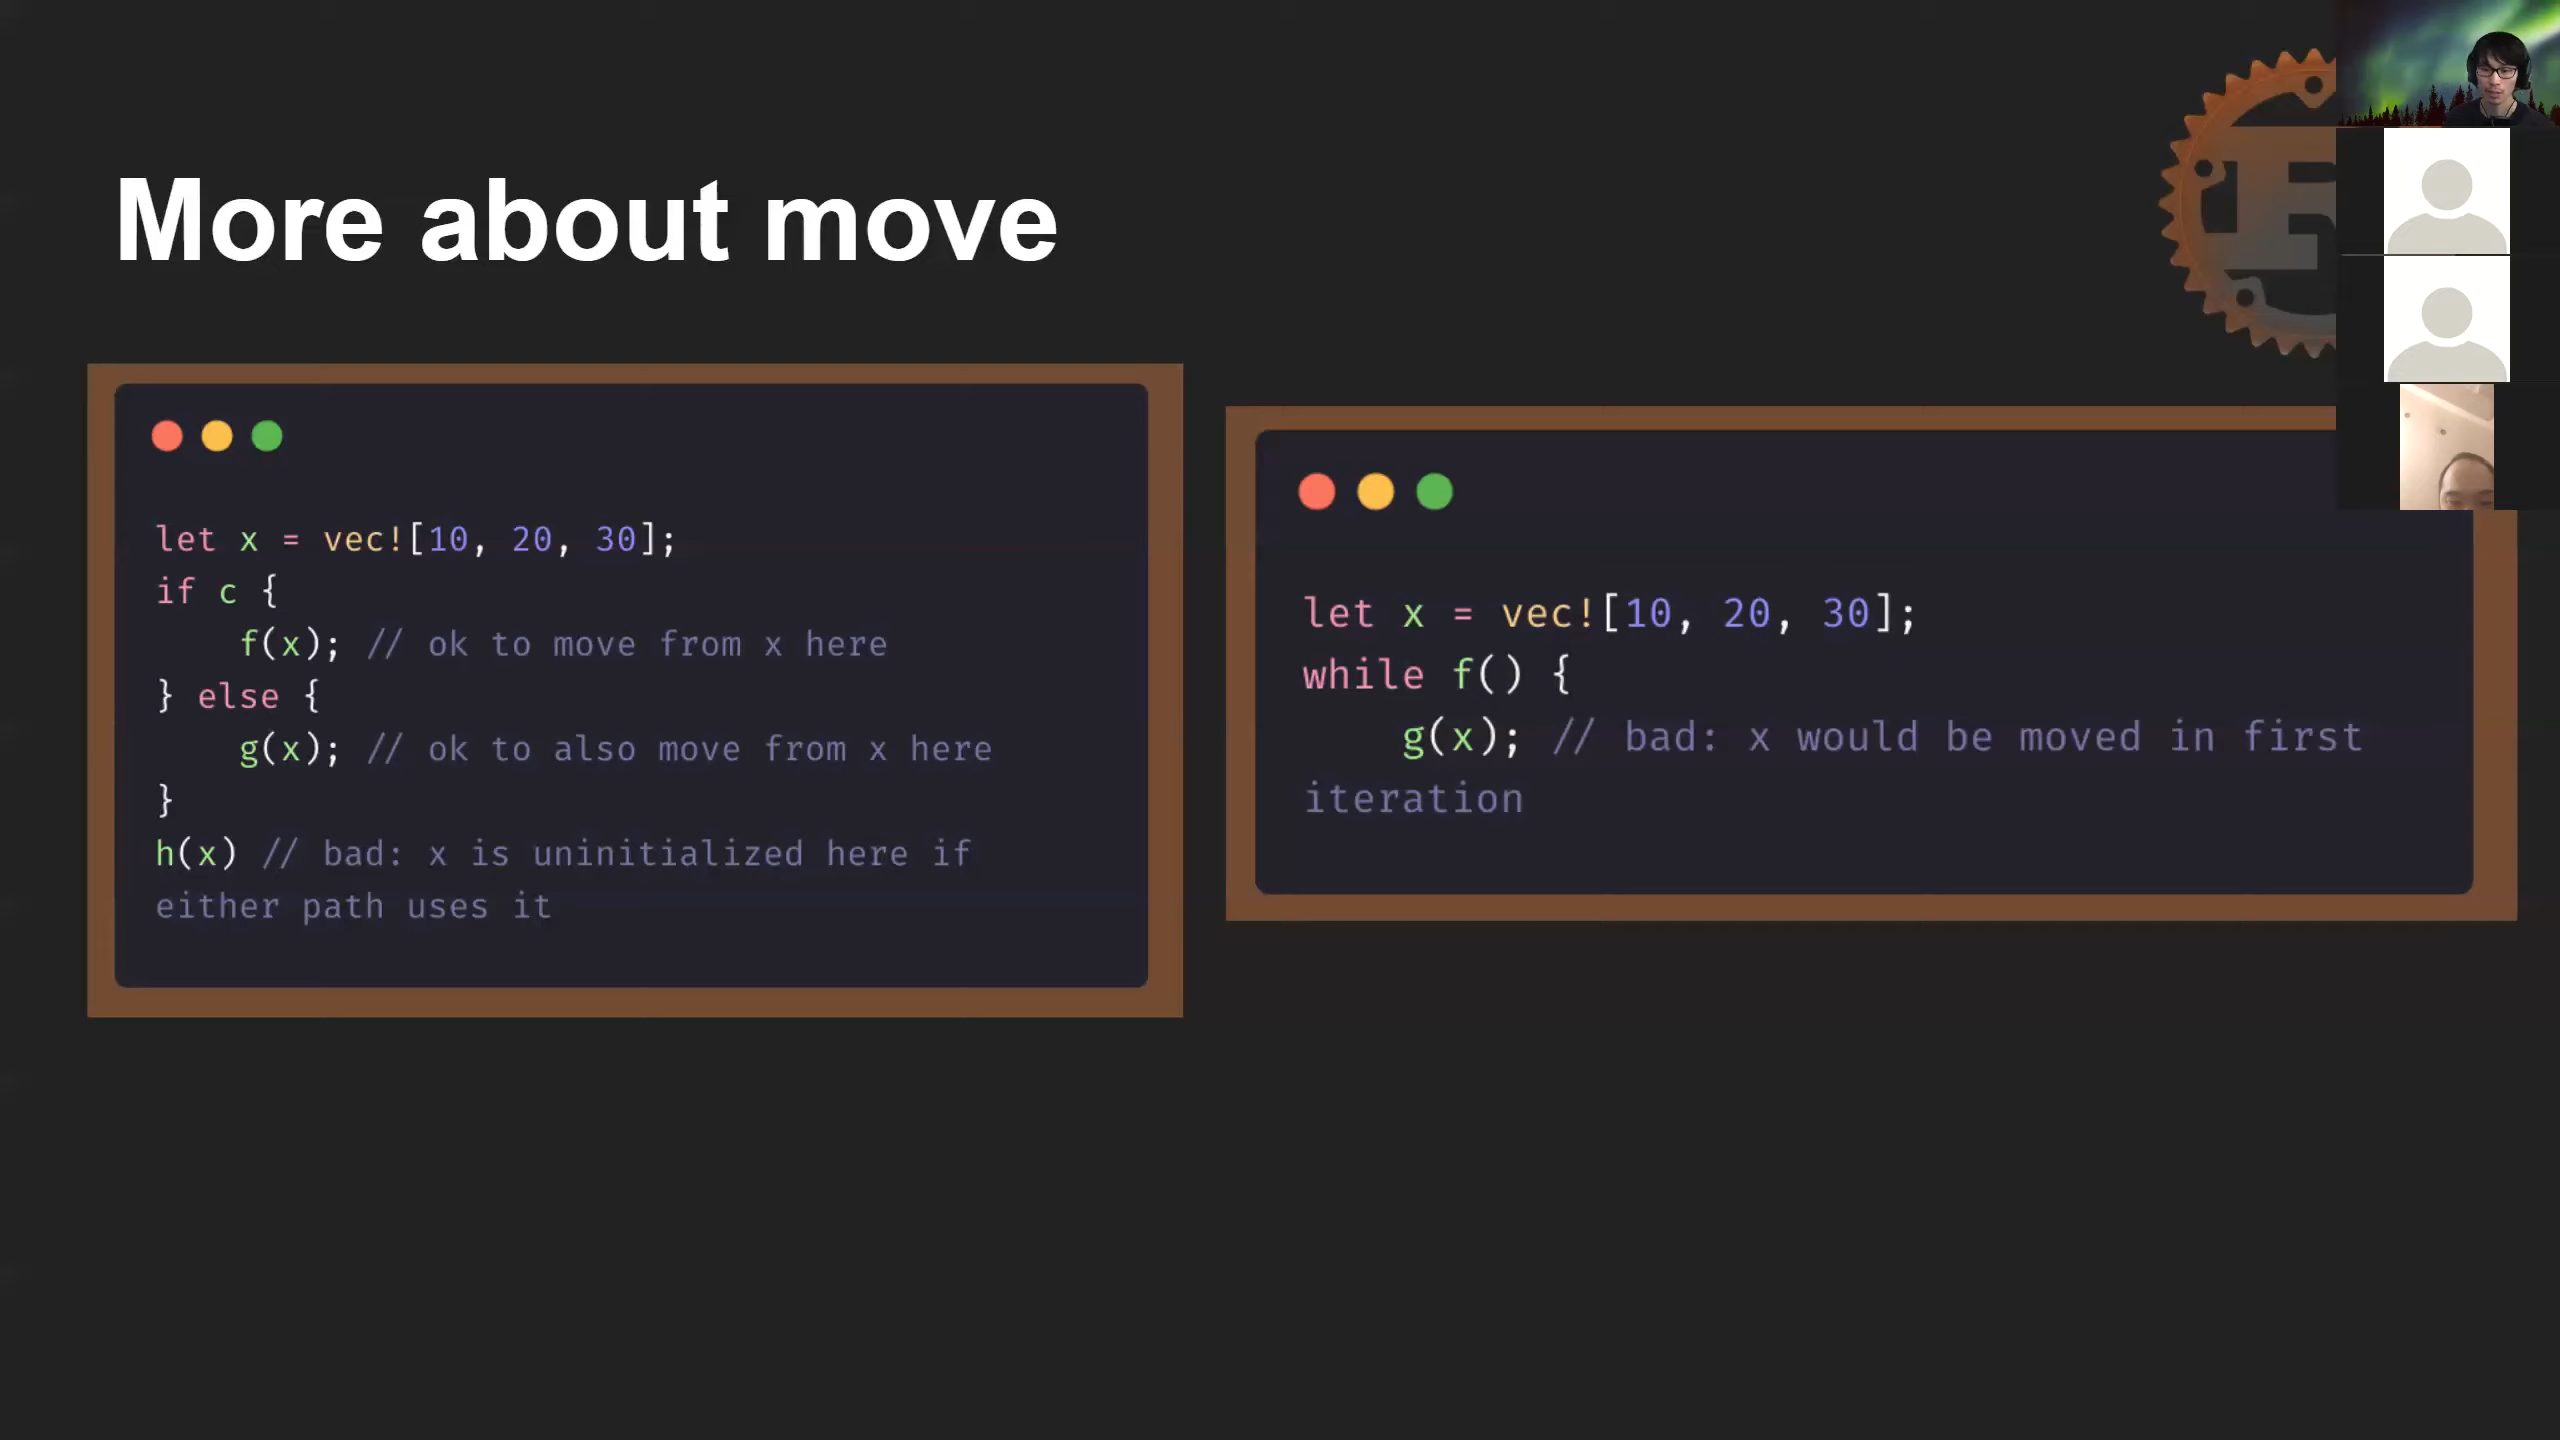 More about move
let x = vec![10, 20, 30];
if c {
    f(x); // ok to move from x here
} else {
    g(x); // ok to also move from x here
}
h(x) // bad: x is uninitialized here if
either path uses it
let x = vec![10, 20, 30];
while f() {
    g(x); // bad: x would be moved in first
iteration